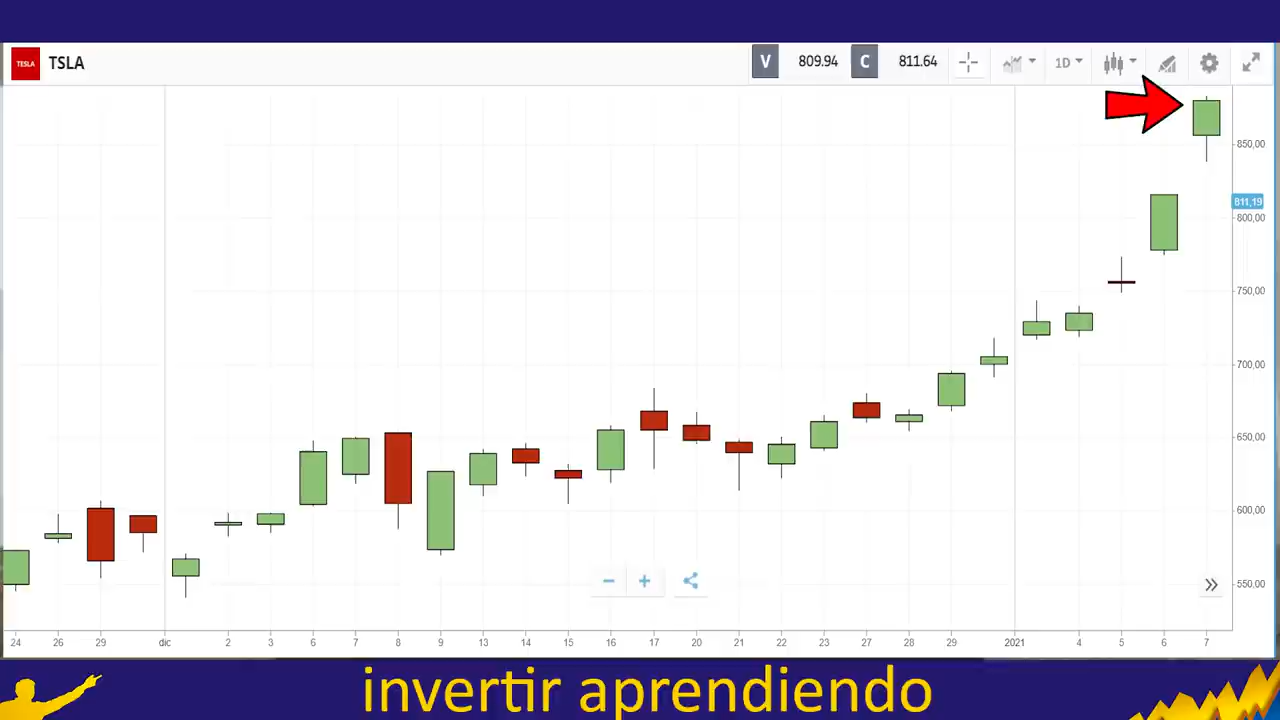 TESLA TSLA V 809.94 C 811.64 1D
850,00
811,19
800,00
750,00
700,00
650,00
600,00
550,00
24 26 29 dic 2 3 6 7 8 9 13 14 15 16 17 20 21 22 23 27 28 29 2021 4 5 6 7
invertir aprendiendo